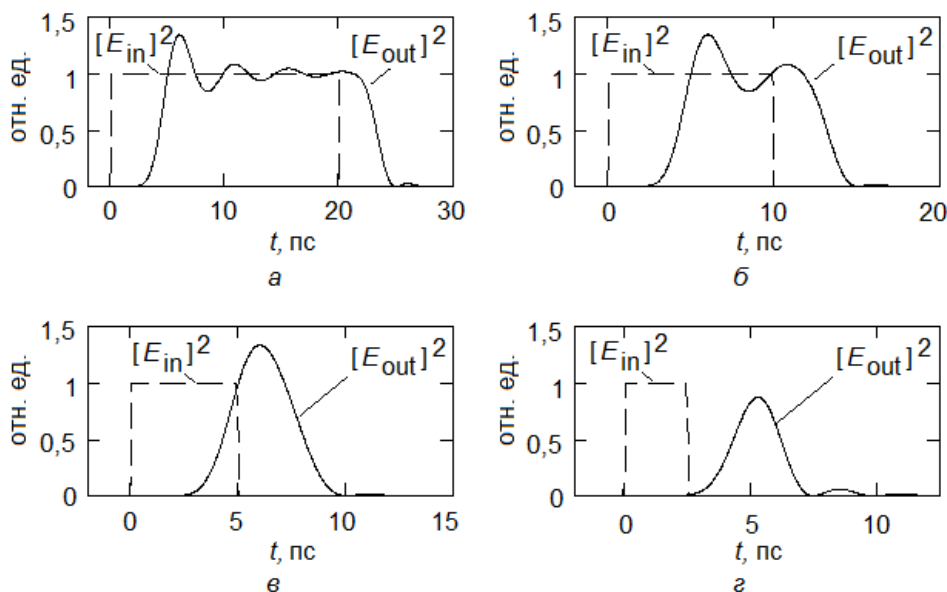 1,5
[E_in]² [E_out]²
1
отн. ед.
0,5
0
0 10 20 30
t, пс
а
1,5
[E_in]² [E_out]²
1
отн. ед.
0,5
0
0 10 20
t, пс
б
1,5
[E_in]² [E_out]²
1
отн. ед.
0,5
0
0 5 10 15
t, пс
в
1,5
[E_in]² [E_out]²
1
отн. ед.
0,5
0
0 5 10
t, пс
г